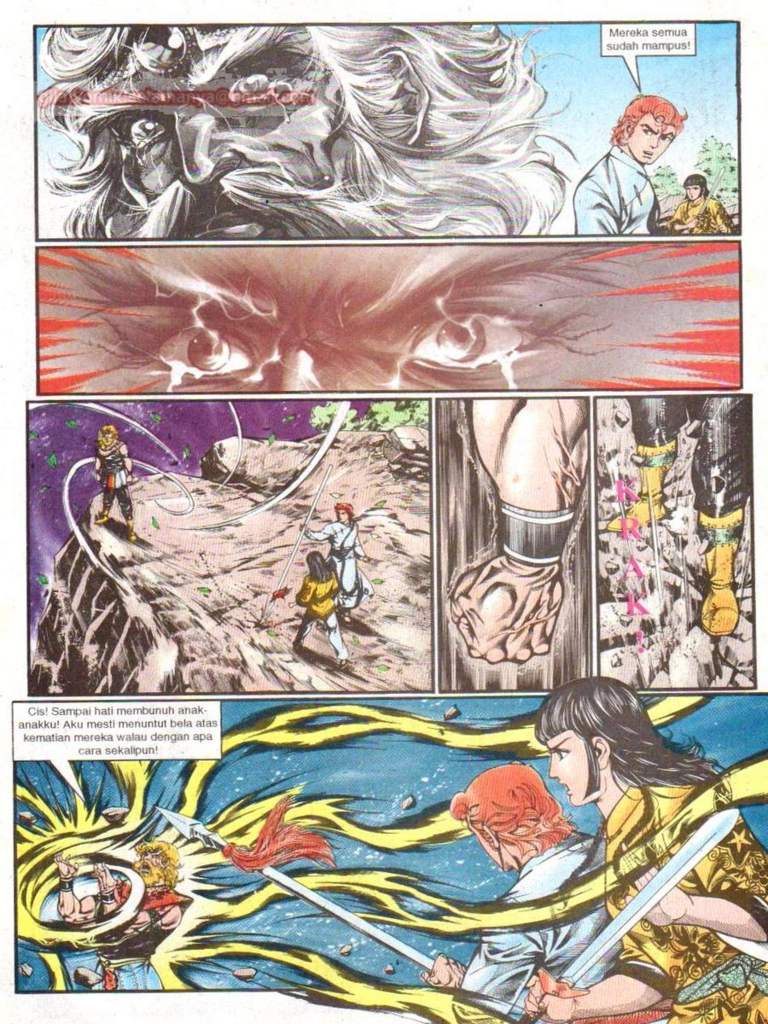 Mereka semua
sudah mampus!
KRAK!
Cis! Sampai hati membunuh anak-
anakku! Aku mesti menuntut bela atas
kematian mereka walau dengan apa
cara sekalipun!